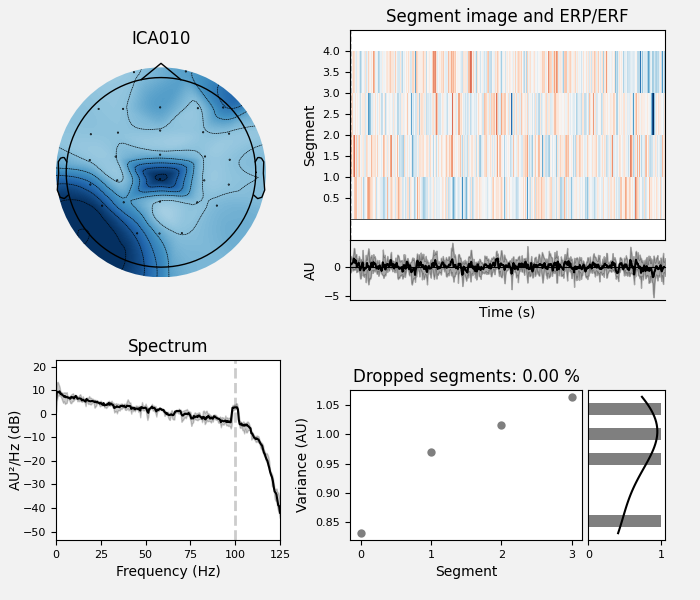 ICA010
Segment image and ERP/ERF
Segment
4.0
3.5
3.0
2.5
2.0
1.5
1.0
0.5
AU
0
−5
Time (s)
Spectrum
AU²/Hz (dB)
20
10
0
−10
−20
−30
−40
−50
0 25 50 75 100 125
Frequency (Hz)
Dropped segments: 0.00 %
Variance (AU)
1.05
1.00
0.95
0.90
0.85
0 1 2 3
Segment
0 1